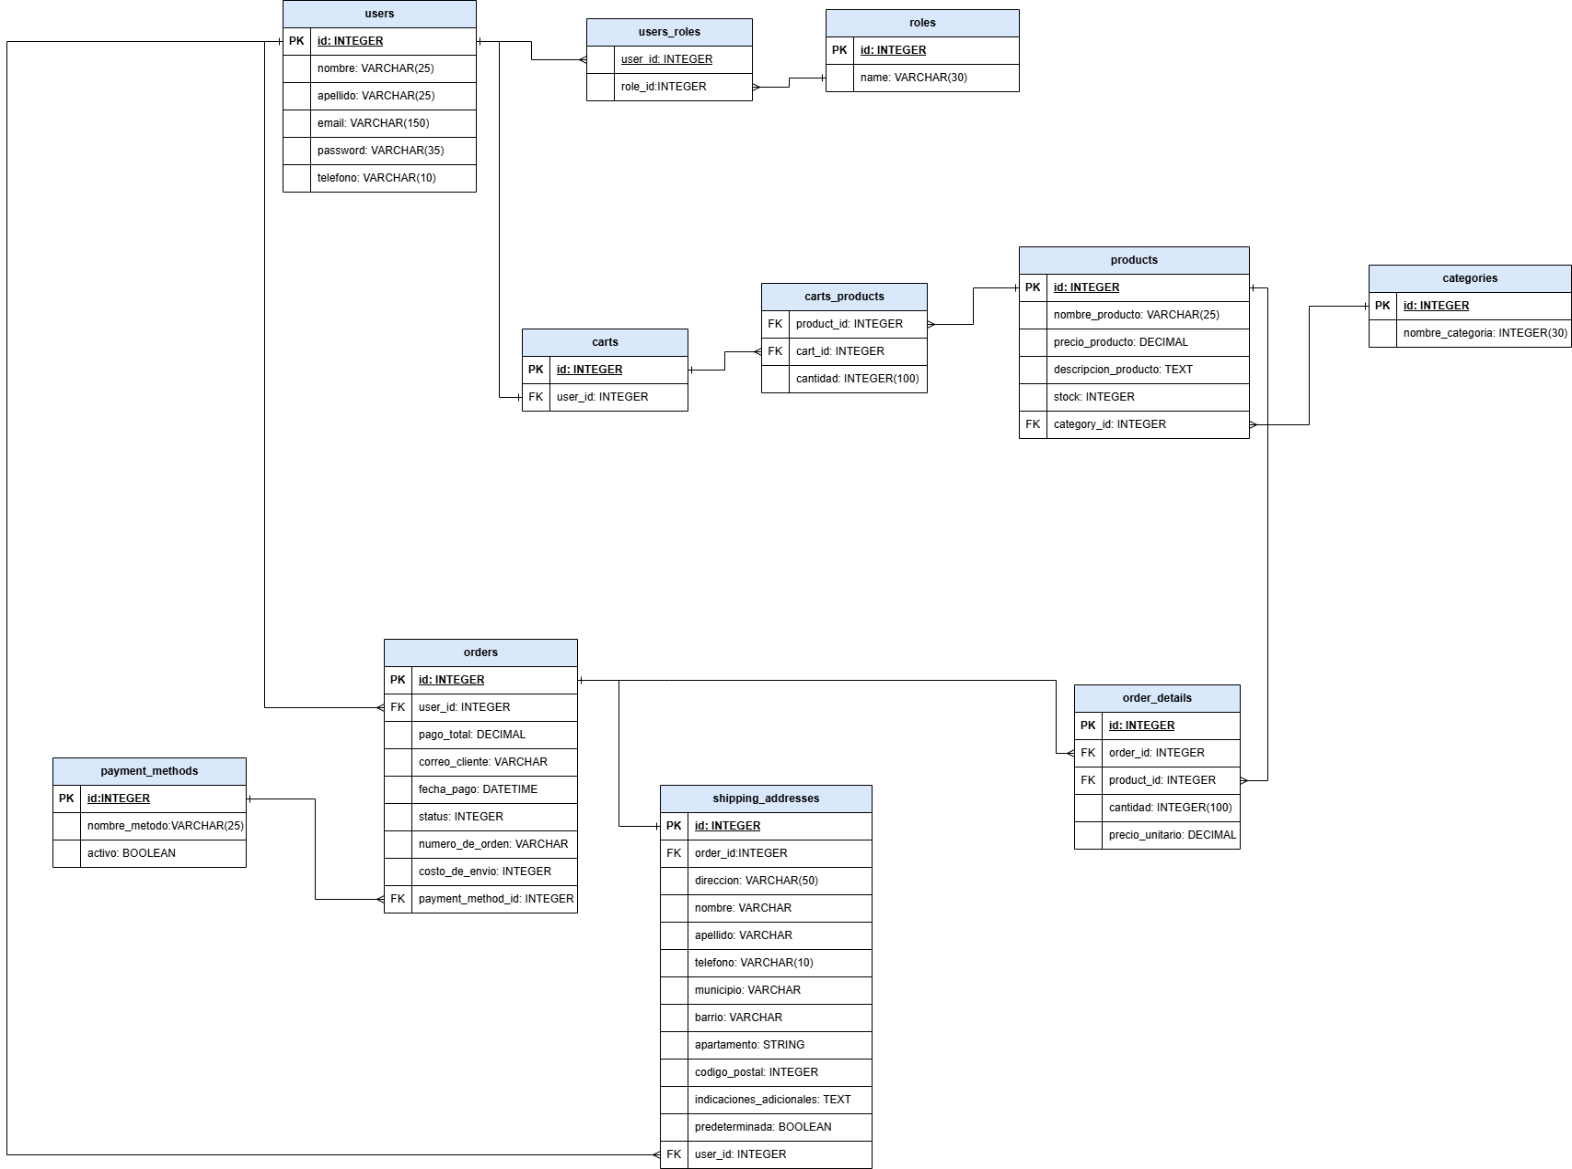 users
PK id: INTEGER
nombre: VARCHAR(25)
apellido: VARCHAR(25)
email: VARCHAR(150)
password: VARCHAR(35)
telefono: VARCHAR(10)
users_roles
user_id: INTEGER
role_id:INTEGER
roles
PK id: INTEGER
name: VARCHAR(30)
products
PK id: INTEGER
nombre_producto: VARCHAR(25)
precio_producto: DECIMAL
descripcion_producto: TEXT
stock: INTEGER
FK category_id: INTEGER
categories
PK id: INTEGER
nombre_categoria: INTEGER(30)
carts_products
FK product_id: INTEGER
FK cart_id: INTEGER
cantidad: INTEGER(100)
carts
PK id: INTEGER
FK user_id: INTEGER
orders
PK id: INTEGER
FK user_id: INTEGER
pago_total: DECIMAL
correo_cliente: VARCHAR
fecha_pago: DATETIME
status: INTEGER
numero_de_orden: VARCHAR
costo_de_envio: INTEGER
FK payment_method_id: INTEGER
order_details
PK id: INTEGER
FK order_id: INTEGER
FK product_id: INTEGER
cantidad: INTEGER(100)
precio_unitario: DECIMAL
payment_methods
PK id:INTEGER
nombre_metodo:VARCHAR(25)
activo: BOOLEAN
shipping_addresses
PK id: INTEGER
FK order_id:INTEGER
direccion: VARCHAR(50)
nombre: VARCHAR
apellido: VARCHAR
telefono: VARCHAR(10)
municipio: VARCHAR
barrio: VARCHAR
apartamento: STRING
codigo_postal: INTEGER
indicaciones_adicionales: TEXT
predeterminada: BOOLEAN
FK user_id: INTEGER